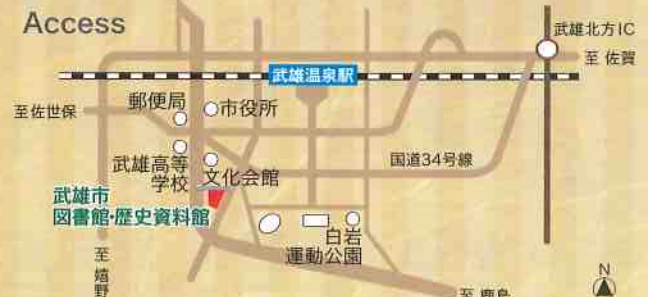 Access
武雄北方IC
至 佐賀
武雄温泉駅
至佐世保
郵便局
市役所
武雄高等
学校
文化会館
国道34号線
武雄市
図書館・歴史資料館
白岩
運動公園
至 嬉野
至 鹿島
N